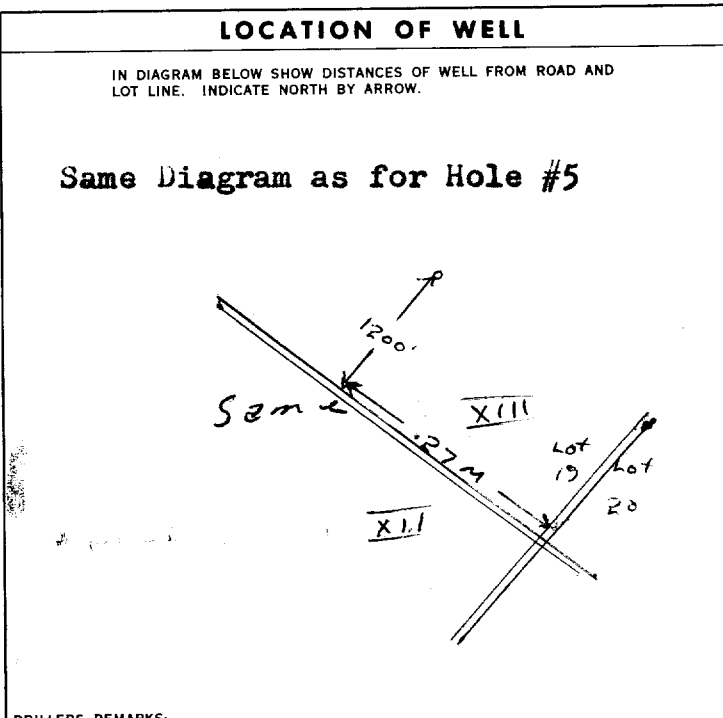 LOCATION OF WELL
IN DIAGRAM BELOW SHOW DISTANCES OF WELL FROM ROAD AND
LOT LINE. INDICATE NORTH BY ARROW.
Same Diagram as for Hole #5
1200'
Same
XIII
.27 M
Lot
19
Lot
20
XII
DRILLERS REMARKS: